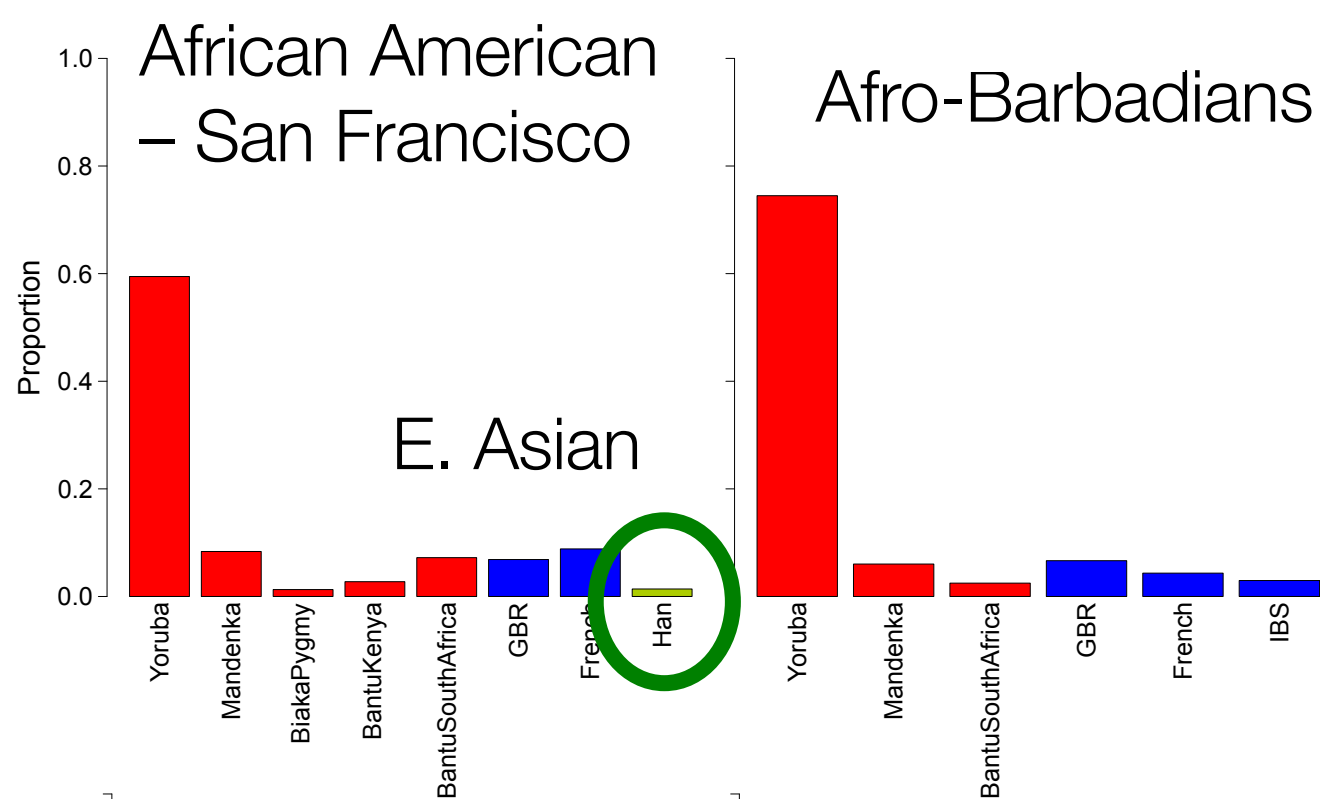 African American
– San Francisco
Afro-Barbadians
E. Asian
Proportion
1.0
0.8
0.6
0.4
0.2
0.0
Yoruba
Mandenka
BiakaPygmy
BantuKenya
BantuSouthAfrica
GBR
French
Han
Yoruba
Mandenka
BantuSouthAfrica
GBR
French
IBS